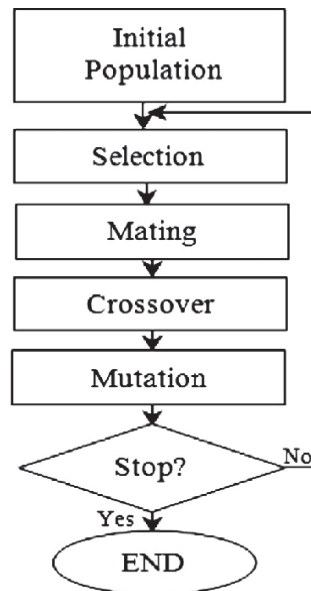 Initial
Population
Selection
Mating
Crossover
Mutation
Stop?
No
Yes
END